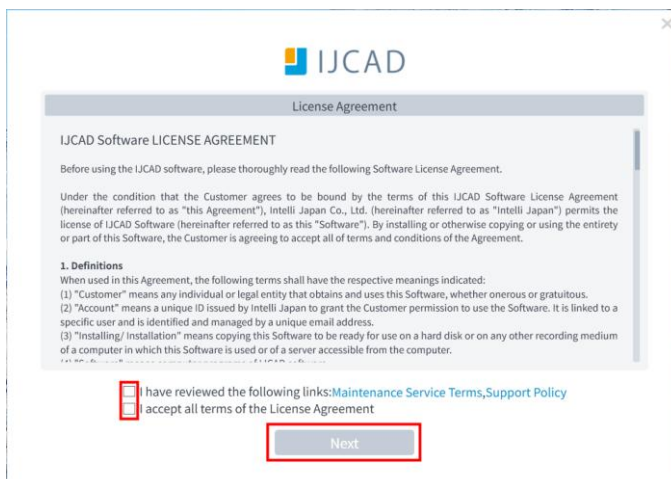 IJCAD
License Agreement
IJCAD Software LICENSE AGREEMENT
Before using the IJCAD software, please thoroughly read the following Software License Agreement.
Under the condition that the Customer agrees to be bound by the terms of this IJCAD Software License Agreement
(hereinafter referred to as "this Agreement"), Intelli Japan Co., Ltd. (hereinafter referred to as "Intelli Japan") permits the
license of IJCAD Software (hereinafter referred to as this "Software"). By installing or otherwise copying or using the entirety
or part of this Software, the Customer is agreeing to accept all of terms and conditions of the Agreement.
1. Definitions
When used in this Agreement, the following terms shall have the respective meanings indicated:
(1) "Customer" means any individual or legal entity that obtains and uses this Software, whether onerous or gratuitous.
(2) "Account" means a unique ID issued by Intelli Japan to grant the Customer permission to use the Software. It is linked to a
specific user and is identified and managed by a unique email address.
(3) "Installing/ Installation" means copying this Software to be ready for use on a hard disk or on any other recording medium
of a computer in which this Software is used or of a server accessible from the computer.
I have reviewed the following links:Maintenance Service Terms,Support Policy
I accept all terms of the License Agreement
Next